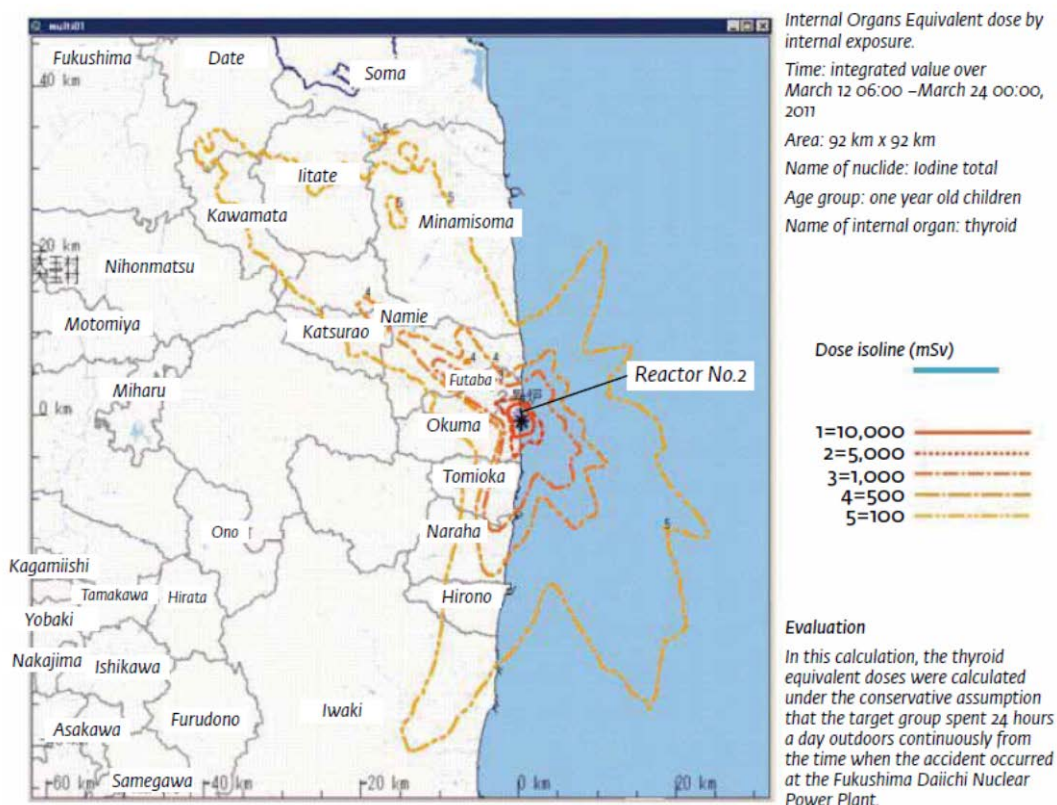 multi01
Fukushima
Date
Soma
40 km
5
Iitate
5
5
Kawamata
Minamisoma
20 km
Nihonmatsu
4
Namie
Motomiya
Katsurao
4 4
Futaba
Miharu
Reactor No.2
0 km
Okuma
Tomioka
5
Ono
Naraha
Kagamiishi
Tamakawa
Hirata
Hirono
Yobaki
Nakajima
Ishikawa
Iwaki
Asakawa
Furudono
Samegawa
-60 km
-40 km
-20 km
0 km
20 km
Internal Organs Equivalent dose by
internal exposure.
Time: integrated value over
March 12 06:00 –March 24 00:00,
2011
Area: 92 km x 92 km
Name of nuclide: Iodine total
Age group: one year old children
Name of internal organ: thyroid
Dose isoline (mSv)
1=10,000
2=5,000
3=1,000
4=500
5=100
Evaluation
In this calculation, the thyroid
equivalent doses were calculated
under the conservative assumption
that the target group spent 24 hours
a day outdoors continuously from
the time when the accident occurred
at the Fukushima Daiichi Nuclear
Power Plant.